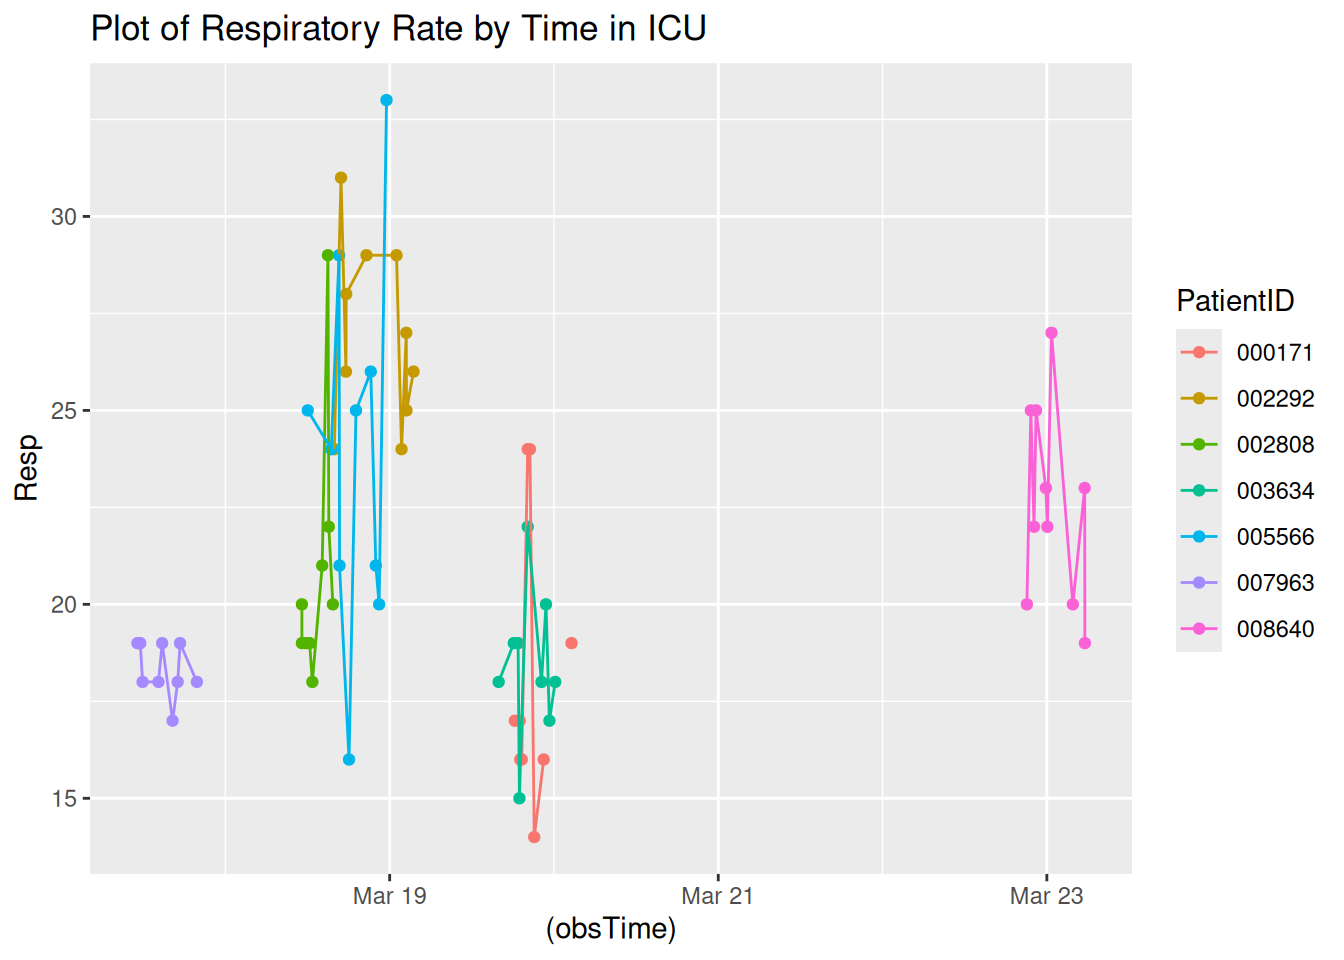 Plot of Respiratory Rate by Time in ICU
Resp
30
25
20
15
Mar 19
Mar 21
Mar 23
(obsTime)
PatientID
000171
002292
002808
003634
005566
007963
008640